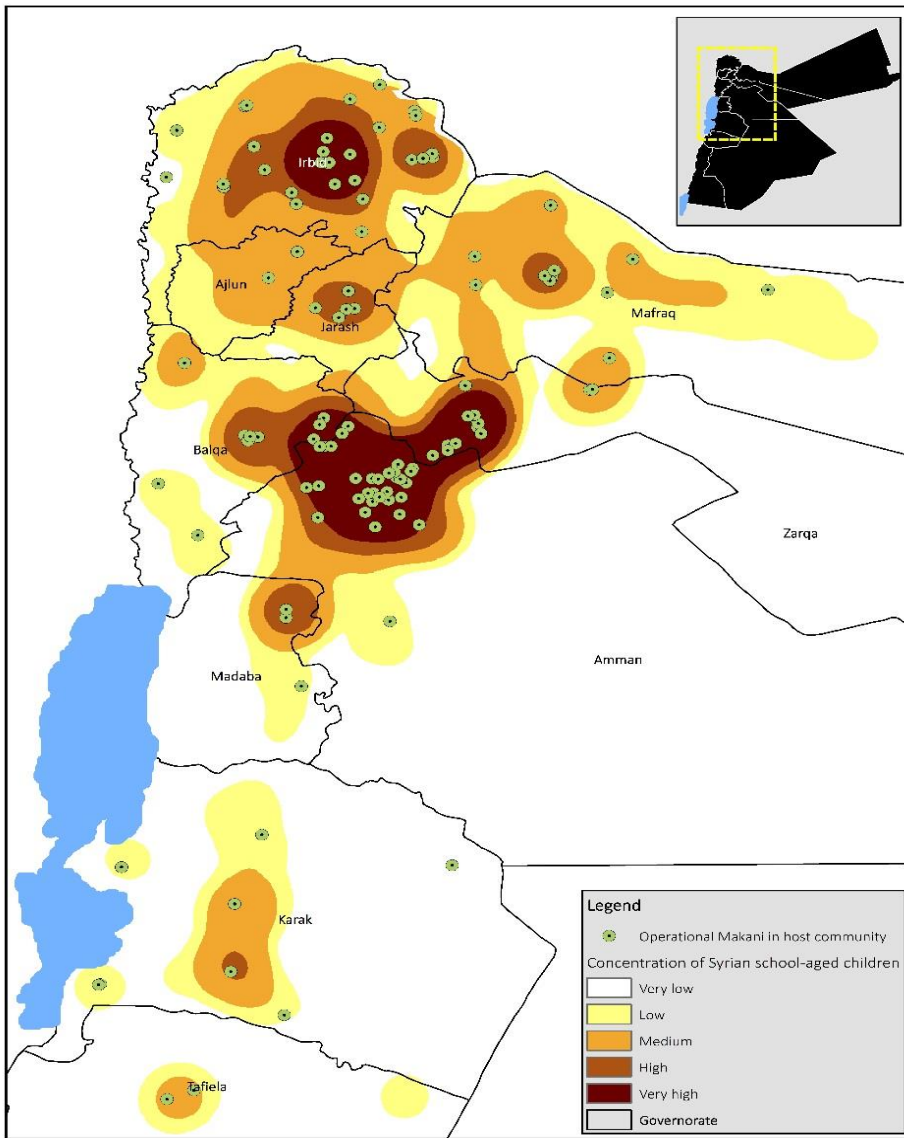 Irbid
Ajlun
Jarash
Mafraq
Balqa
Zarqa
Amman
Madaba
Karak
Tafiela
Legend
Operational Makani in host community
Concentration of Syrian school-aged children
Very low
Low
Medium
High
Very high
Governorate